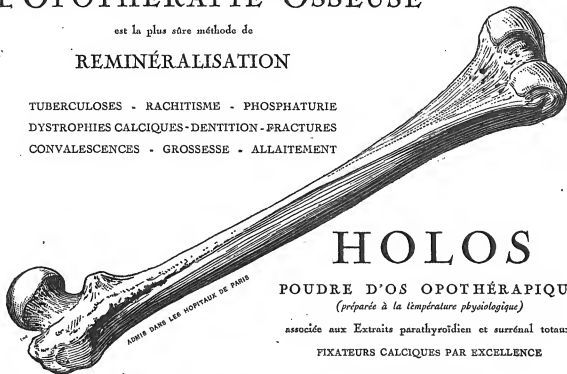 L'OPOTHÉRAPIE OSSEUSE
est la plus sûre méthode de
REMINÉRALISATION
TUBERCULOSES - RACHITISME - PHOSPHATURIE
DYSTROPHIES CALCIQUES - DENTITION - FRACTURES
CONVALESCENCES - GROSSESSE - ALLAITEMENT
ADMIS DANS LES HOPITAUX DE PARIS
HOLOS
POUDRE D'OS OPOTHÉRAPIQU
(préparée à la température physiologique)
associée aux Extraits parathyroïdien et surrénal totau
FIXATEURS CALCIQUES PAR EXCELLENCE